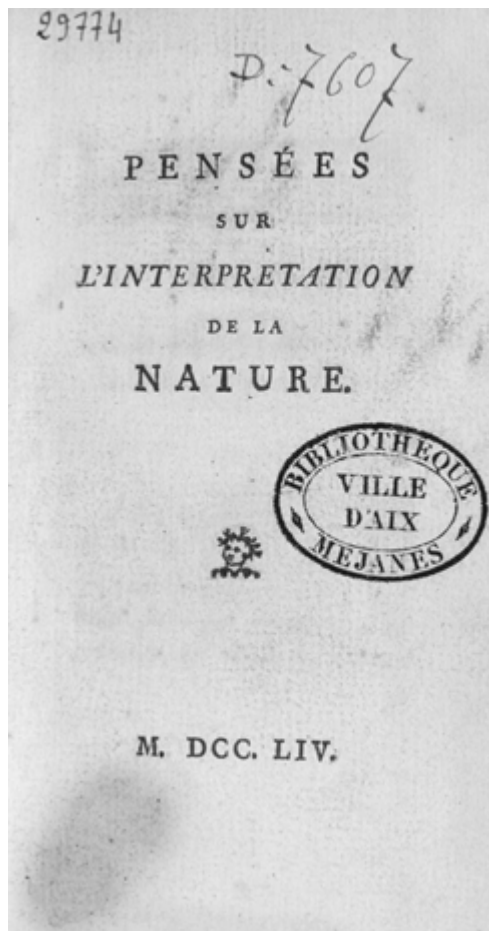 29774
D. 7607
PENSÉES
SUR
L'INTERPRETATION
DE LA
NATURE.
BIBLIOTHEQUE
VILLE
D'AIX
MEJANES
M. DCC. LIV.